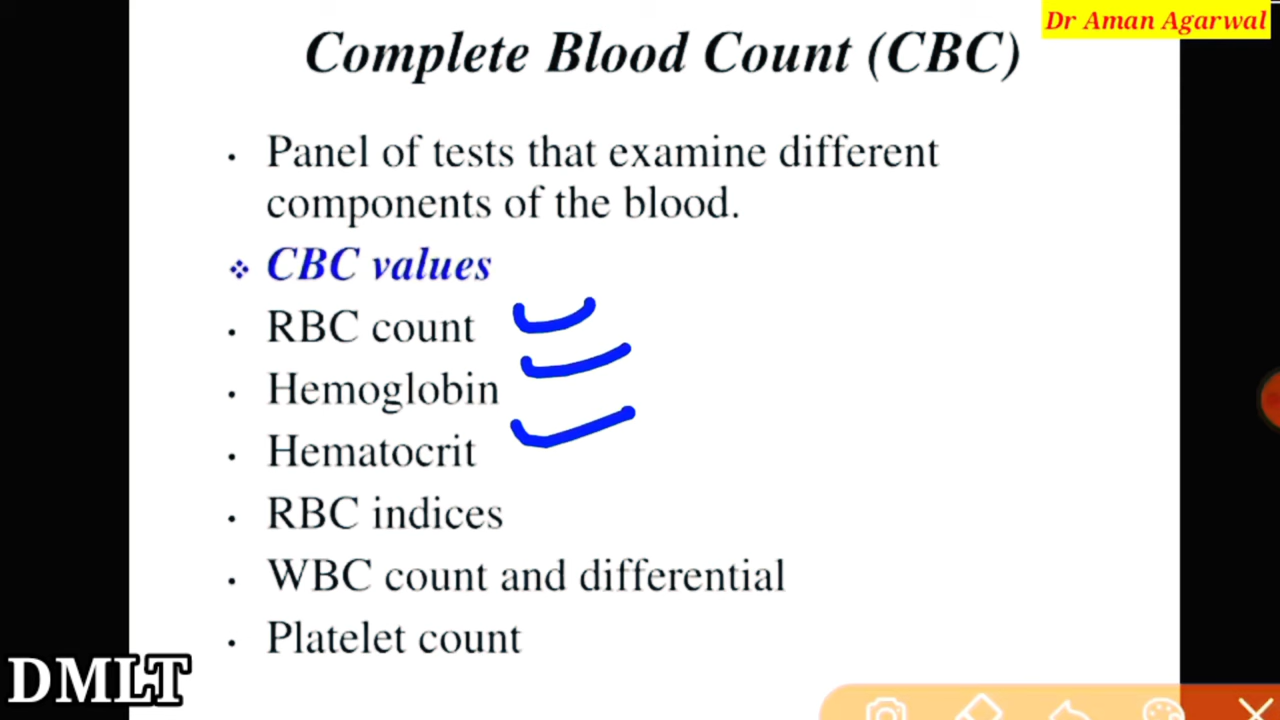 Dr Aman Agarwal
Complete Blood Count (CBC)
• Panel of tests that examine different
components of the blood.
❖ CBC values
• RBC count
• Hemoglobin
• Hematocrit
• RBC indices
• WBC count and differential
• Platelet count
DMLT